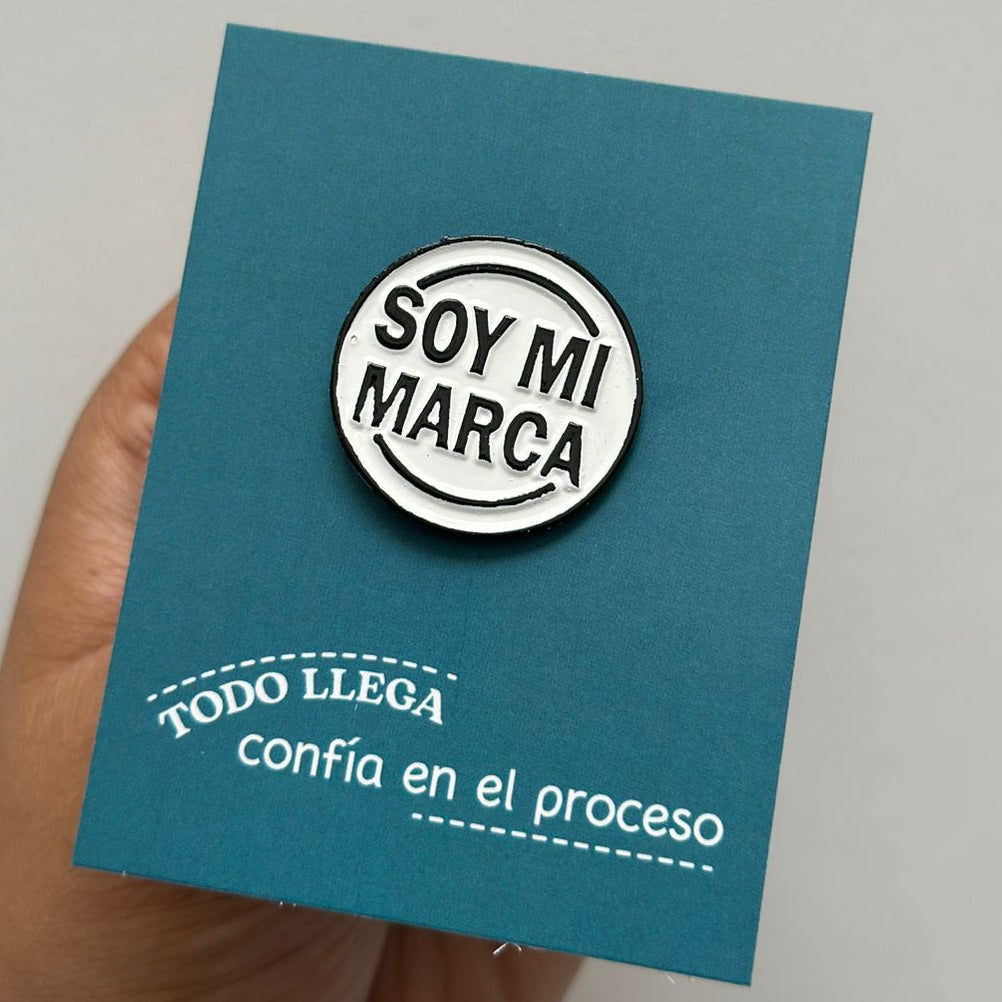 SOY MI
MARCA
TODO LLEGA
confía en el proceso